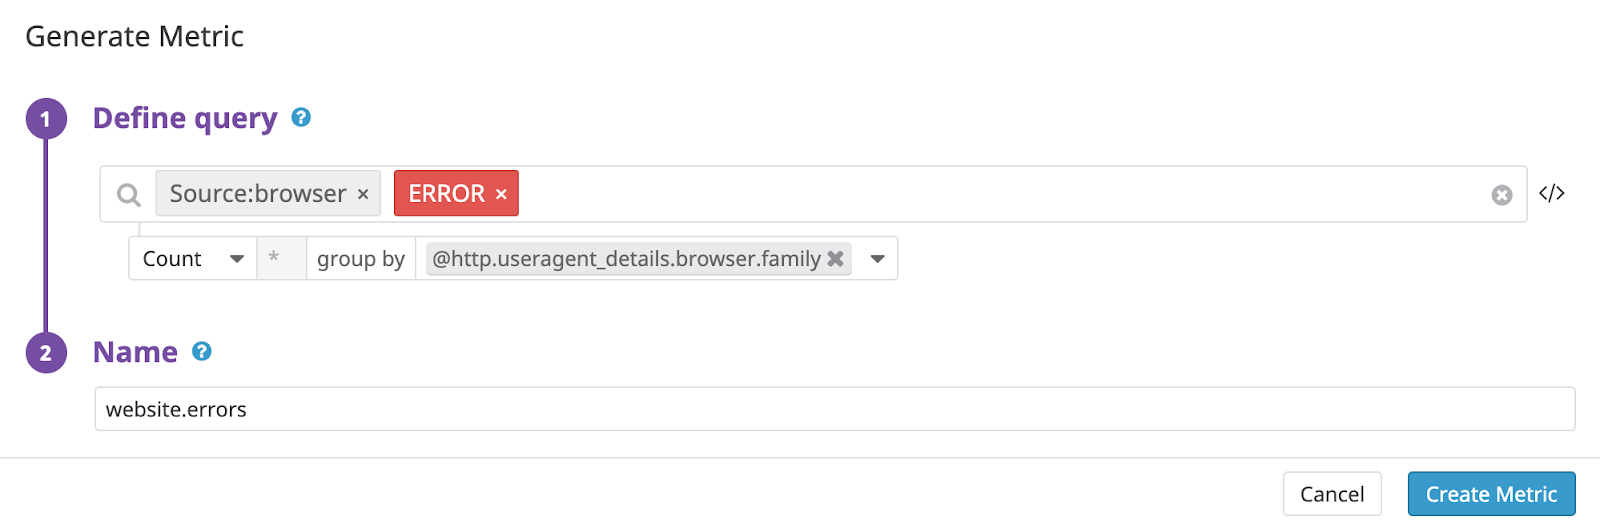 Generate Metric
1 Define query ?
Source:browser × ERROR × </>
Count * group by @http.useragent_details.browser.family ✖
2 Name ?
website.errors
Cancel Create Metric